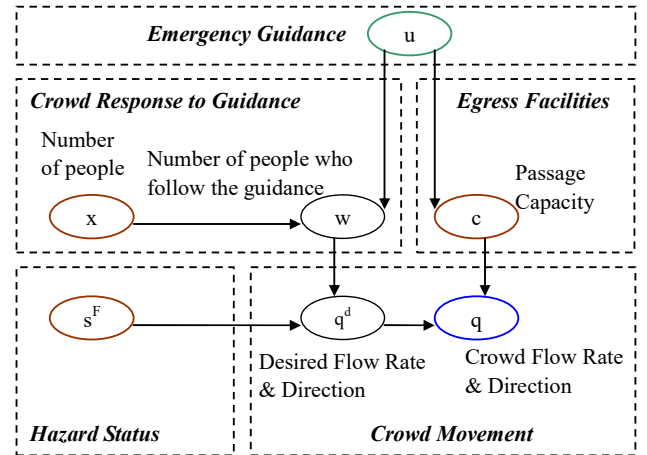 Emergency Guidance
u
Crowd Response to Guidance
Egress Facilities
Number
of people
Number of people who
follow the guidance
Passage
Capacity
x
w
c
s^F
q^d
q
Desired Flow Rate
& Direction
Crowd Flow Rate
& Direction
Hazard Status
Crowd Movement